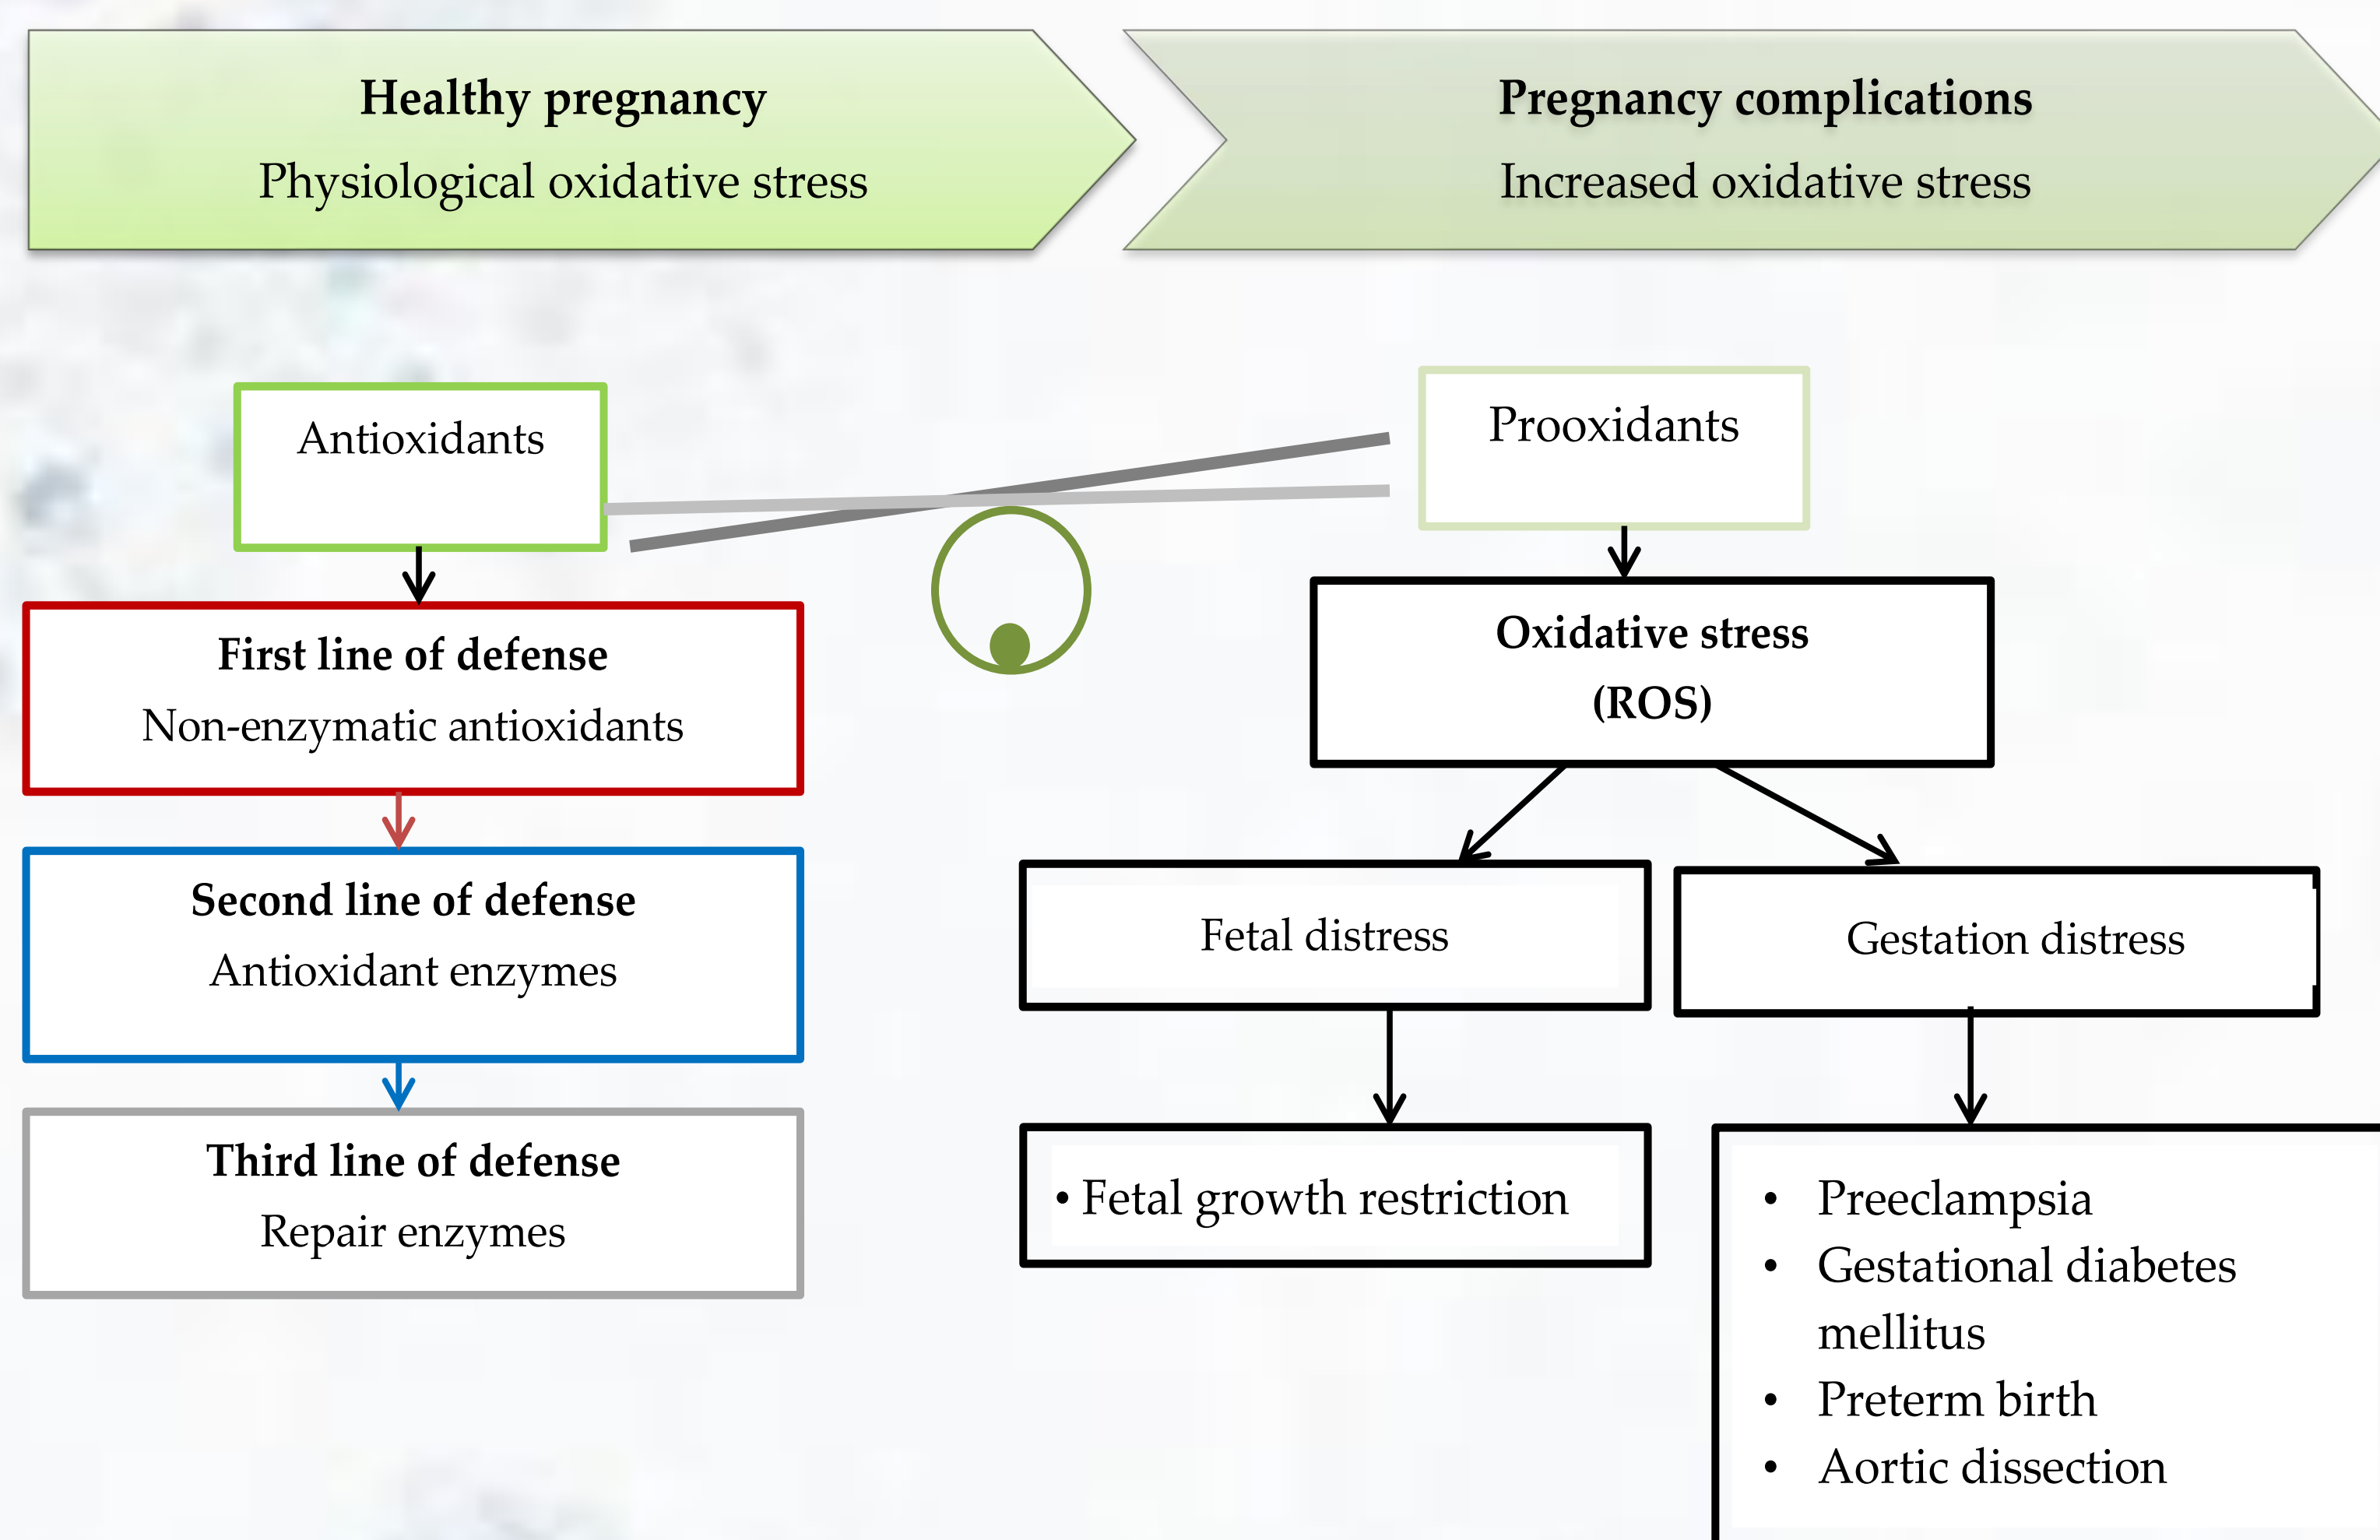 Healthy pregnancy
Physiological oxidative stress
Pregnancy complications
Increased oxidative stress
Antioxidants
Prooxidants
First line of defense
Non-enzymatic antioxidants
Second line of defense
Antioxidant enzymes
Third line of defense
Repair enzymes
Oxidative stress
(ROS)
Fetal distress
Gestation distress
• Fetal growth restriction
• Preeclampsia
• Gestational diabetes
mellitus
• Preterm birth
• Aortic dissection